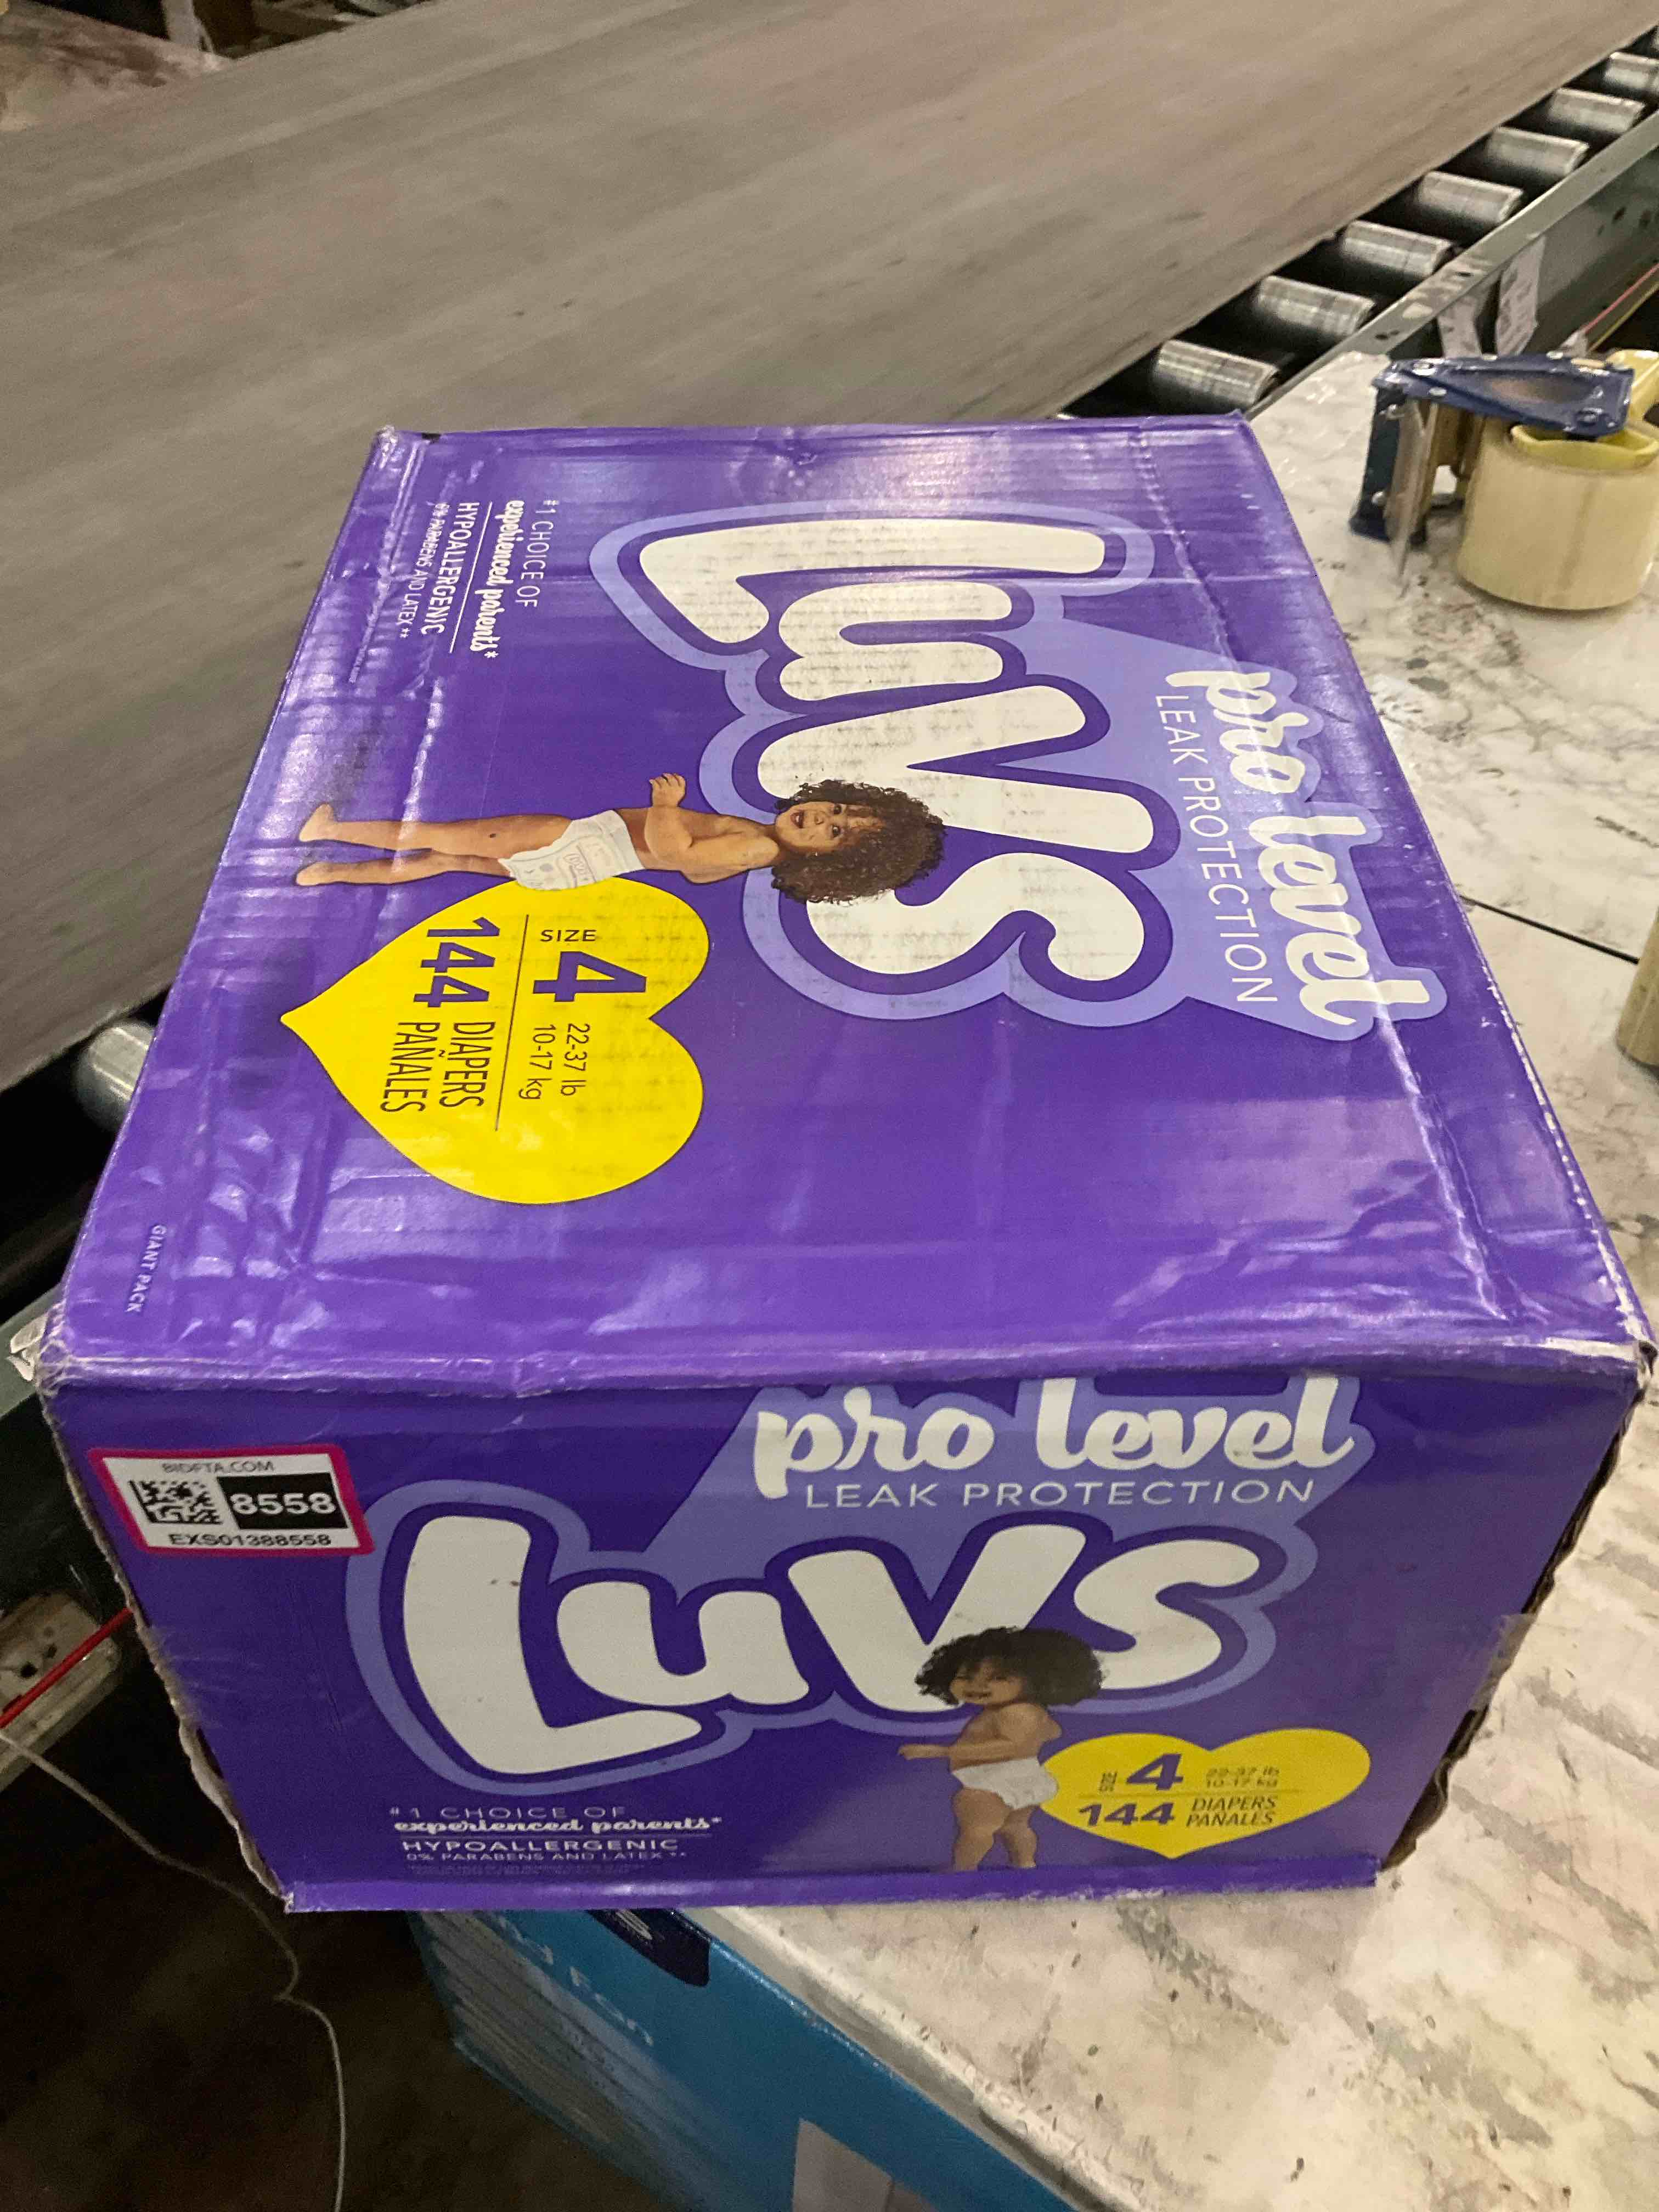 pro level
LEAK PROTECTION
Luvs
#1 CHOICE OF
experienced parents*
HYPOALLERGENIC
0% PARABENS AND LATEX **
SIZE 4 22-37 lb
10-17 kg
144 DIAPERS
PAÑALES
GIANT PACK
BIDFTA.COM
8558
EXS01388558
pro level
LEAK PROTECTION
Luvs
#1 CHOICE OF
experienced parents*
HYPOALLERGENIC
0% PARABENS AND LATEX **
SIZE 4 22-37 lb
10-17 kg
144 DIAPERS
PAÑALES